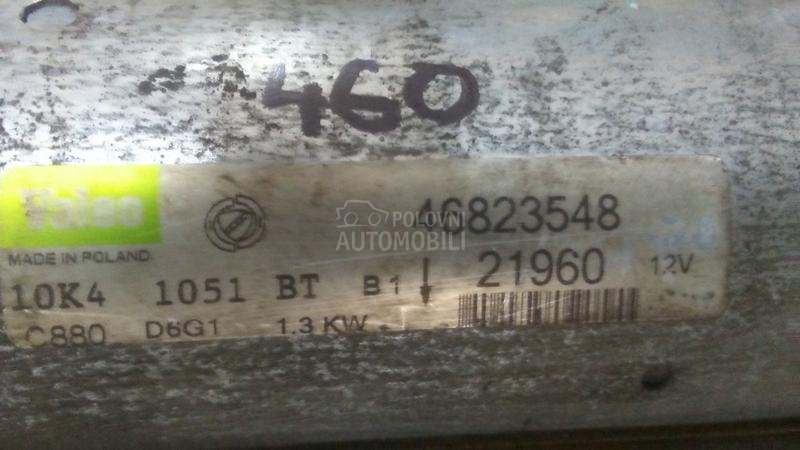 460
Valeo
46823548
POLOVNI
AUTOMOBILI
MADE IN POLAND
21960 12V
10K4 1051 BT B1
C880 D6G1 1.3 KW